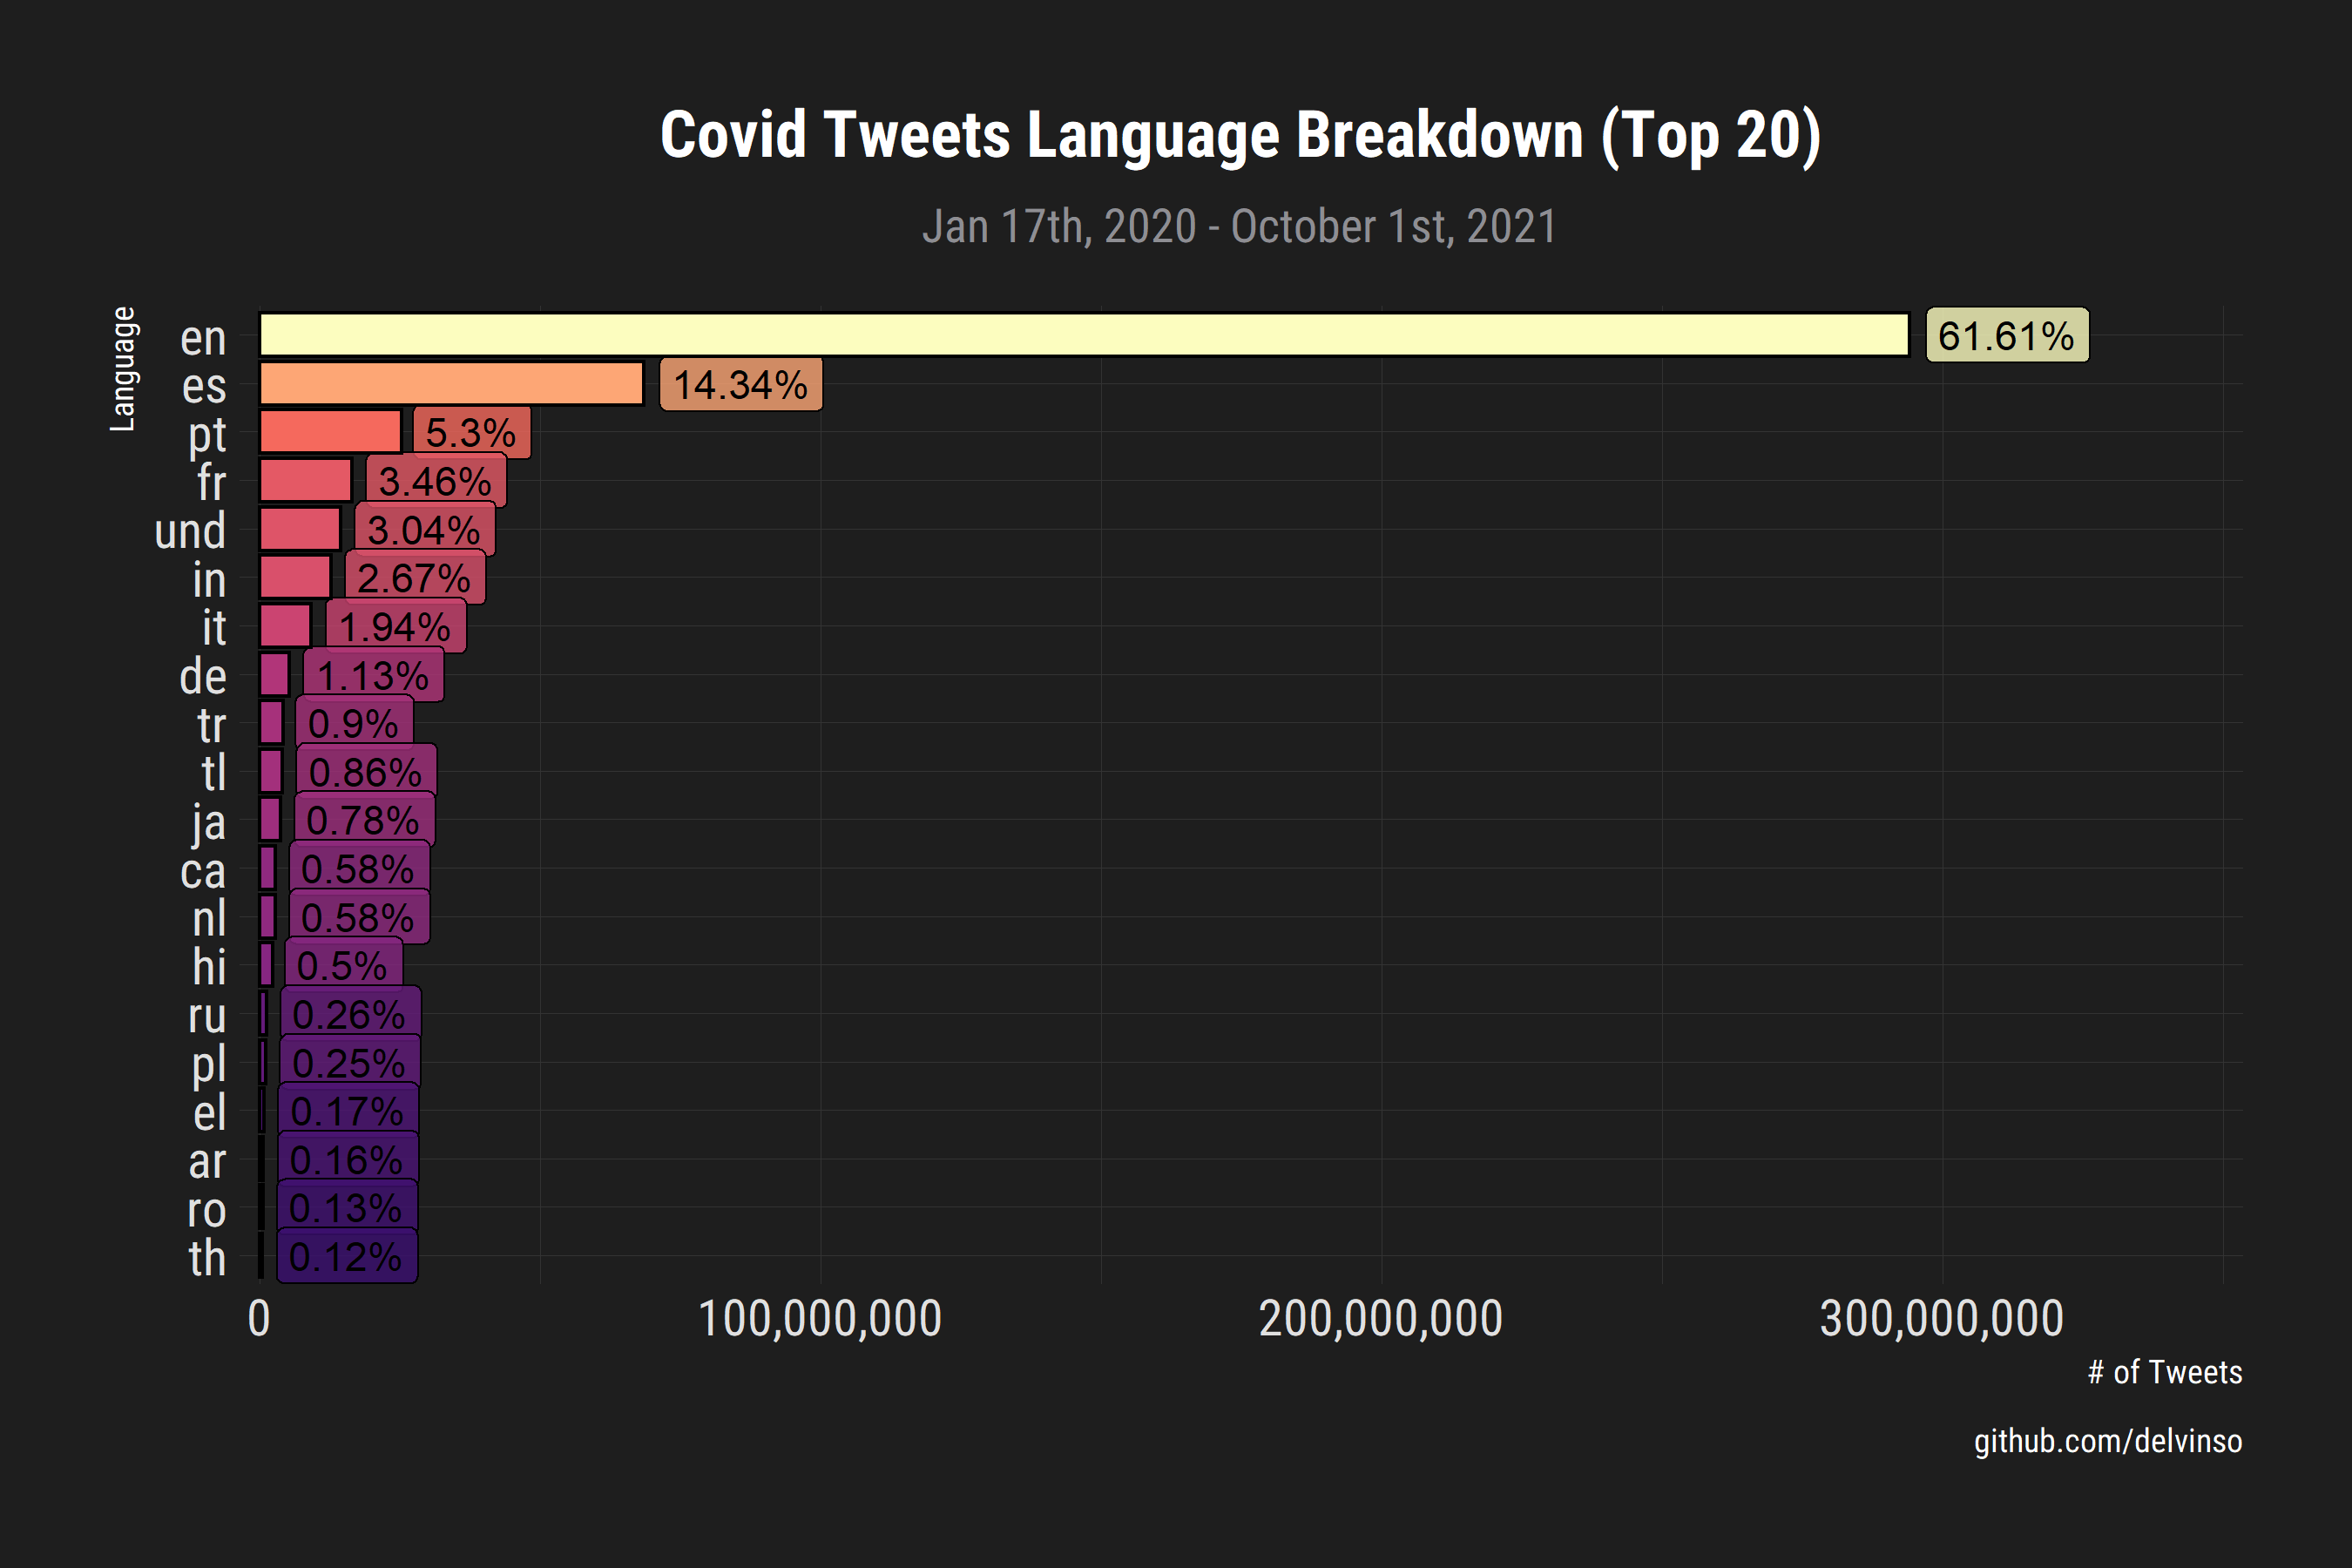 Covid Tweets Language Breakdown (Top 20)
Jan 17th, 2020 - October 1st, 2021
Language
en 61.61%
es 14.34%
pt 5.3%
fr 3.46%
und 3.04%
in 2.67%
it 1.94%
de 1.13%
tr 0.9%
tl 0.86%
ja 0.78%
ca 0.58%
nl 0.58%
hi 0.5%
ru 0.26%
pl 0.25%
el 0.17%
ar 0.16%
ro 0.13%
th 0.12%
0 100,000,000 200,000,000 300,000,000
# of Tweets
github.com/delvinso